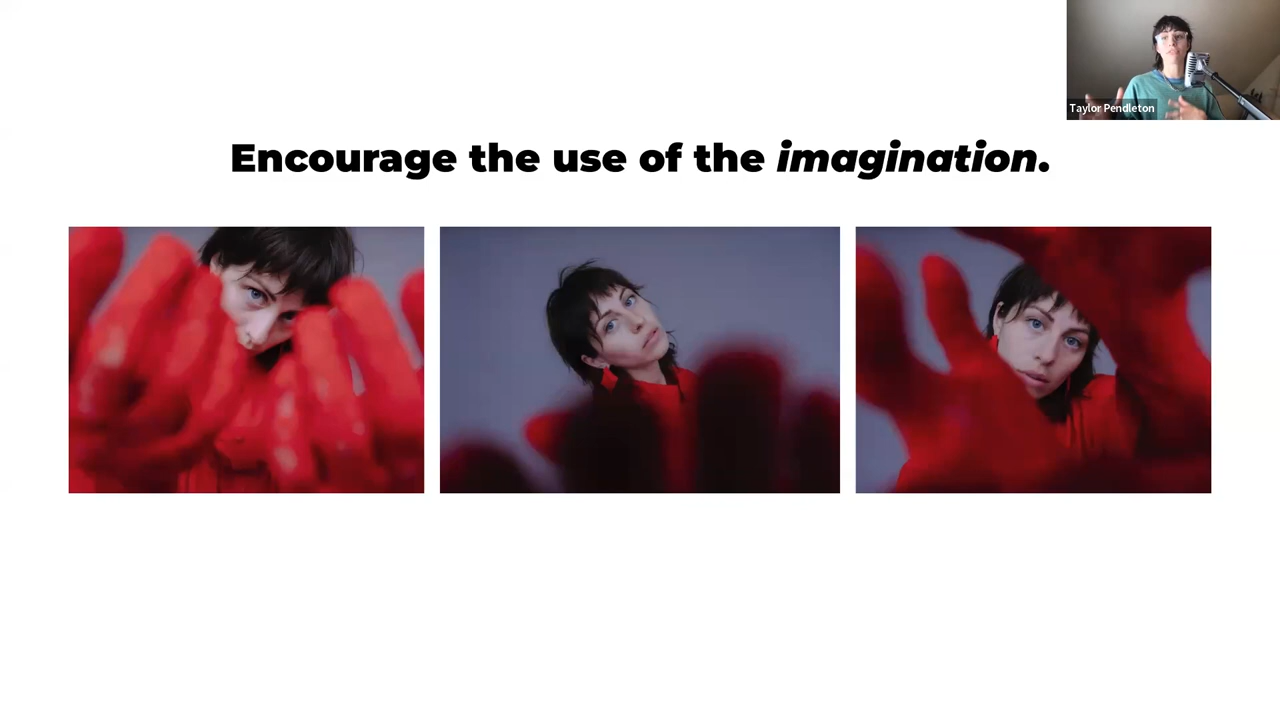 Taylor Pendleton
Encourage the use of the imagination.